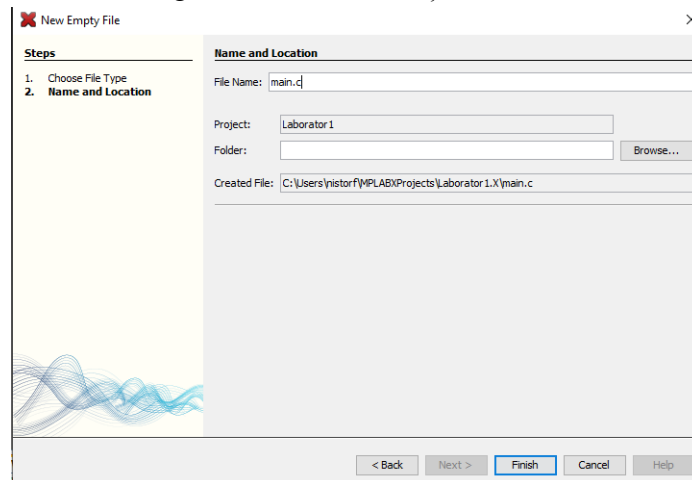 New Empty File
Steps
1. Choose File Type
2. Name and Location
Name and Location
File Name: main.c
Project: Laborator1
Folder:
Browse...
Created File: C:\Users\nistorf\MPLABXProjects\Laborator1.X\main.c
< Back Next > Finish Cancel Help